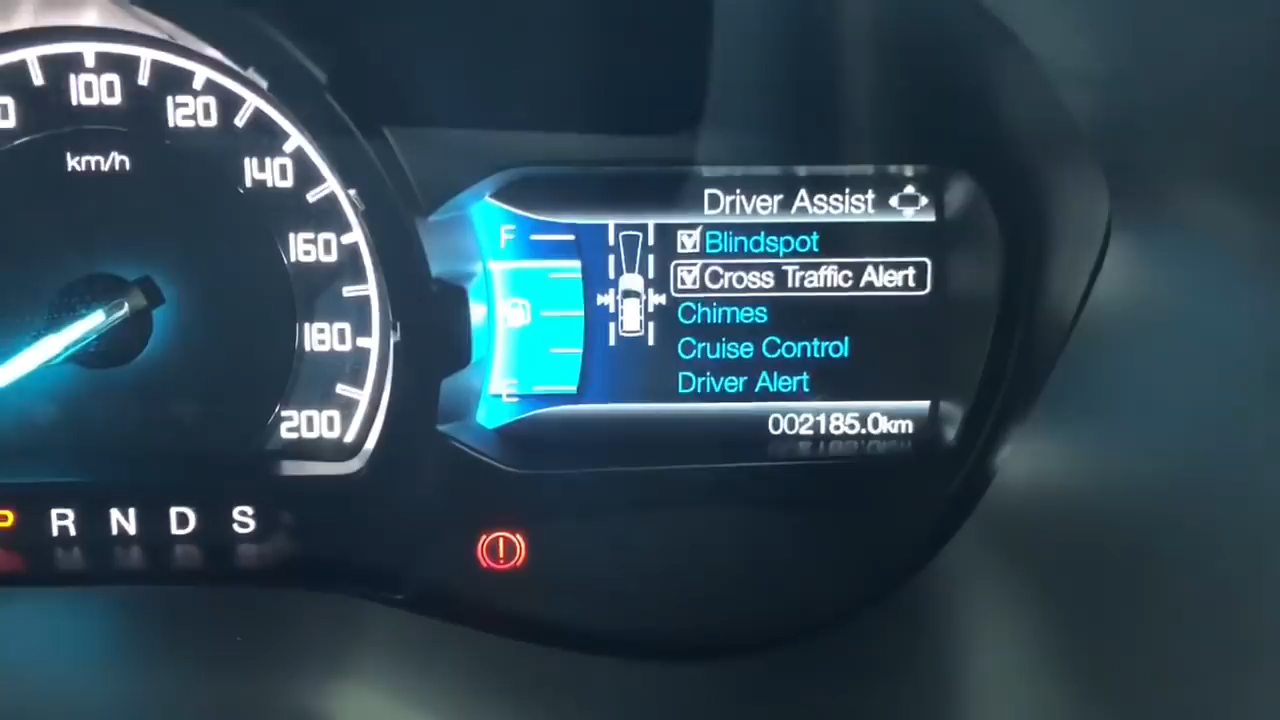 100
120
km/h
140
160
180
200
Driver Assist
F
Blindspot
Cross Traffic Alert
Chimes
Cruise Control
E
Driver Alert
002185.0km
P R N D S